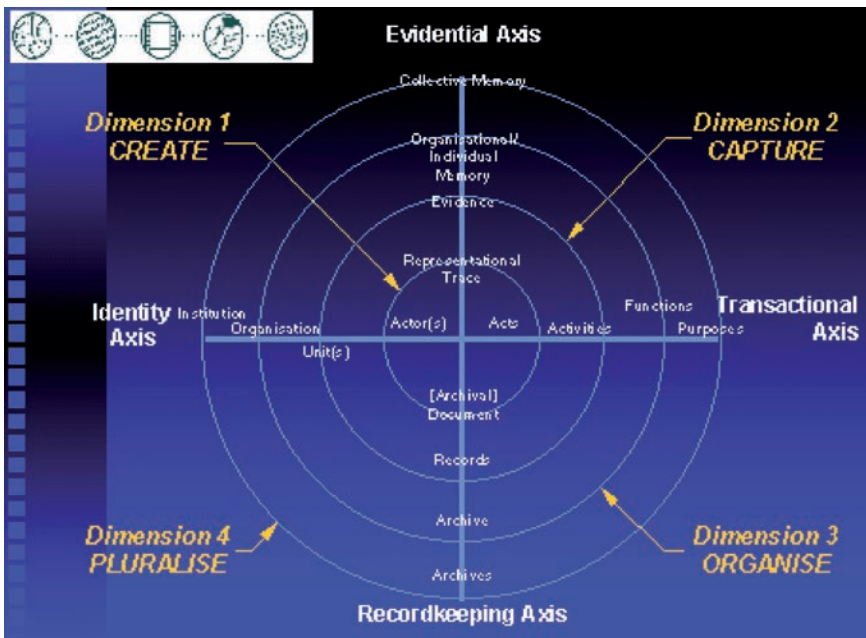 Evidential Axis
Collective Memory
Dimension 1
CREATE
Dimension 2
CAPTURE
Organisational/
Individual
Memory
Evidence
Representational
Trace
Identity
Axis
Institution
Organisation
Unit(s)
Actor(s)
Acts
Activities
Functions
Purposes
Transactional
Axis
[Archival]
Document
Records
Archive
Archives
Dimension 4
PLURALISE
Dimension 3
ORGANISE
Recordkeeping Axis